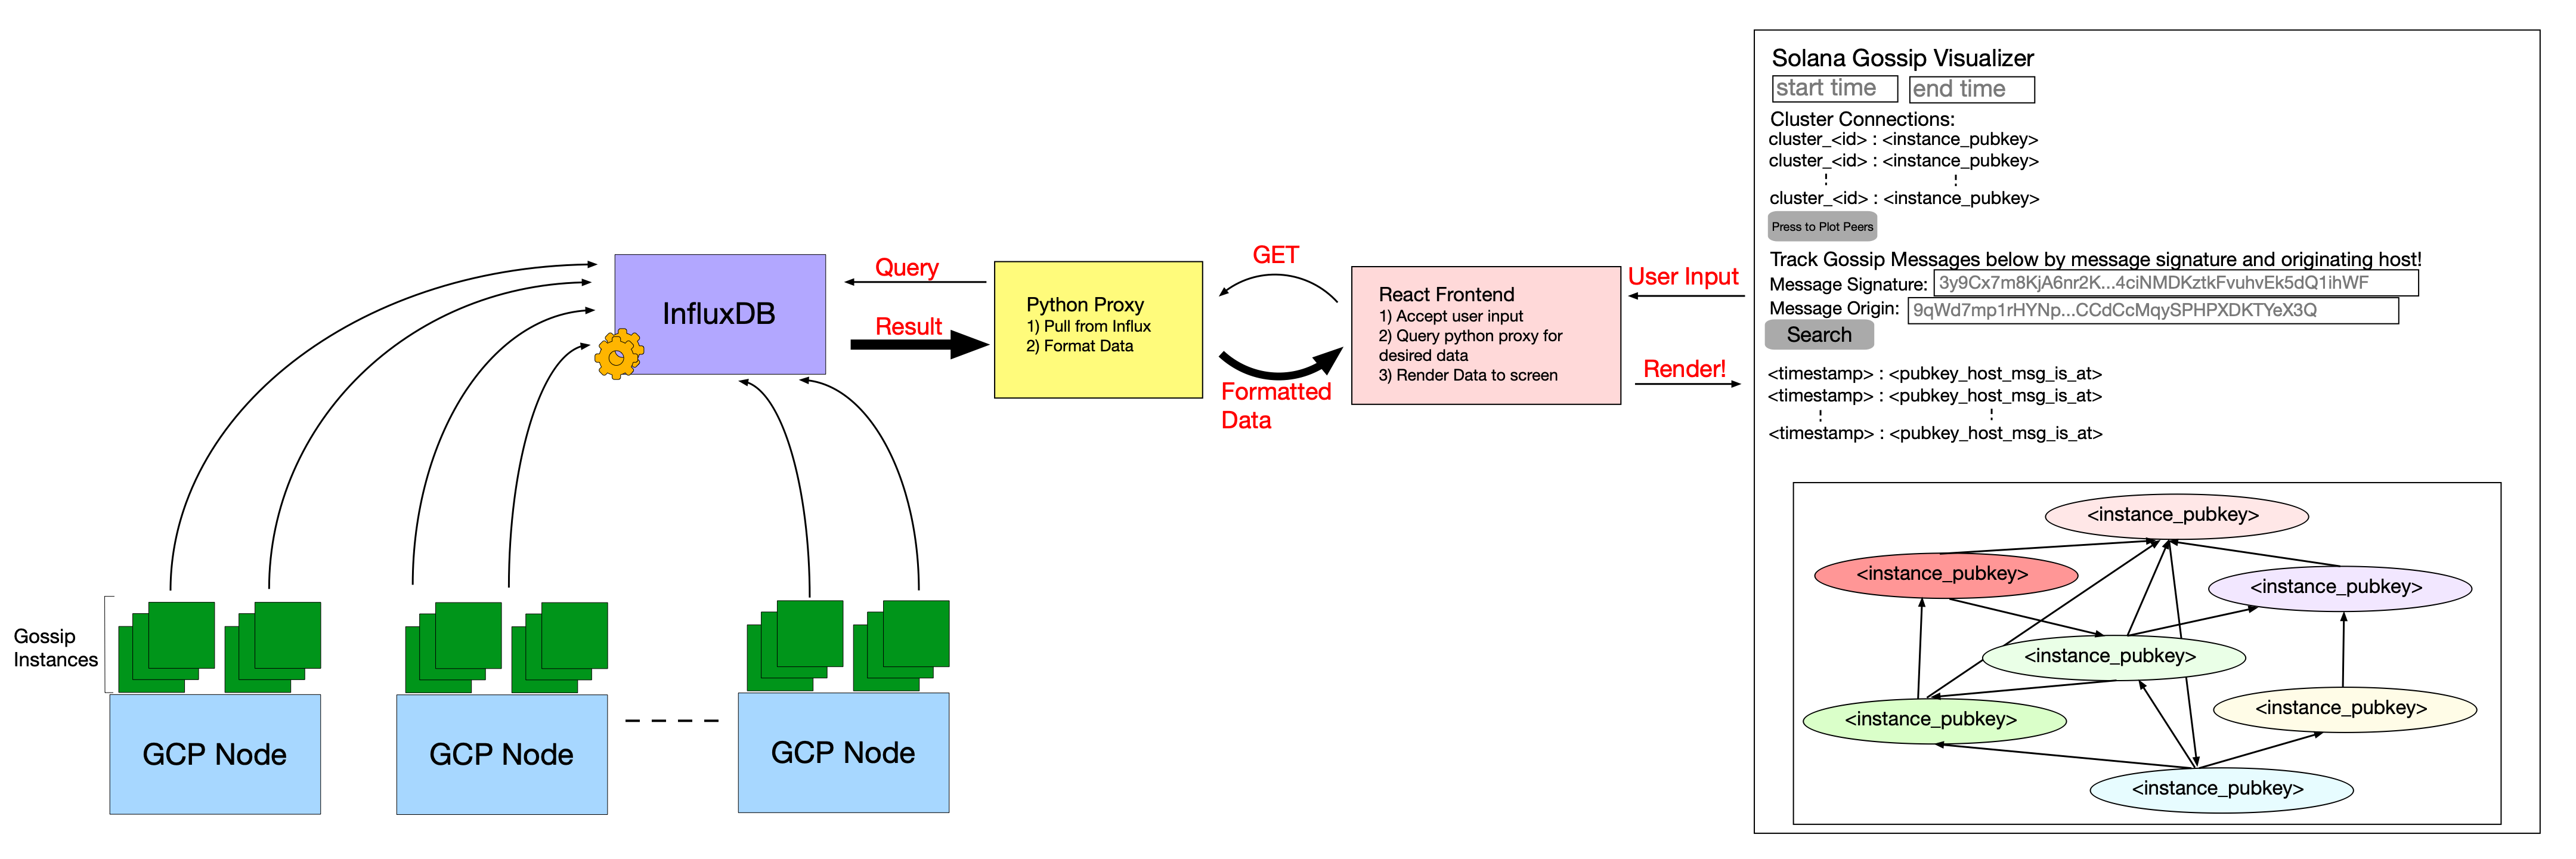 Gossip
Instances
GCP Node
GCP Node
GCP Node
InfluxDB
Query
Result
Python Proxy
1) Pull from Influx
2) Format Data
GET
Formatted
Data
React Frontend
1) Accept user input
2) Query python proxy for
desired data
3) Render Data to screen
User Input
Render!
Solana Gossip Visualizer
start time
end time
Cluster Connections:
cluster_<id> : <instance_pubkey>
cluster_<id> : <instance_pubkey>
cluster_<id> : <instance_pubkey>
Press to Plot Peers
Track Gossip Messages below by message signature and originating host!
Message Signature: 3y9Cx7m8KjA6nr2K...4ciNMDKztkFvuhvEk5dQ1ihWF
Message Origin: 9qWd7mp1rHYNp...CCdCcMqySPHPXDKTYeX3Q
Search
<timestamp> : <pubkey_host_msg_is_at>
<timestamp> : <pubkey_host_msg_is_at>
<timestamp> : <pubkey_host_msg_is_at>
<instance_pubkey>
<instance_pubkey>
<instance_pubkey>
<instance_pubkey>
<instance_pubkey>
<instance_pubkey>
<instance_pubkey>